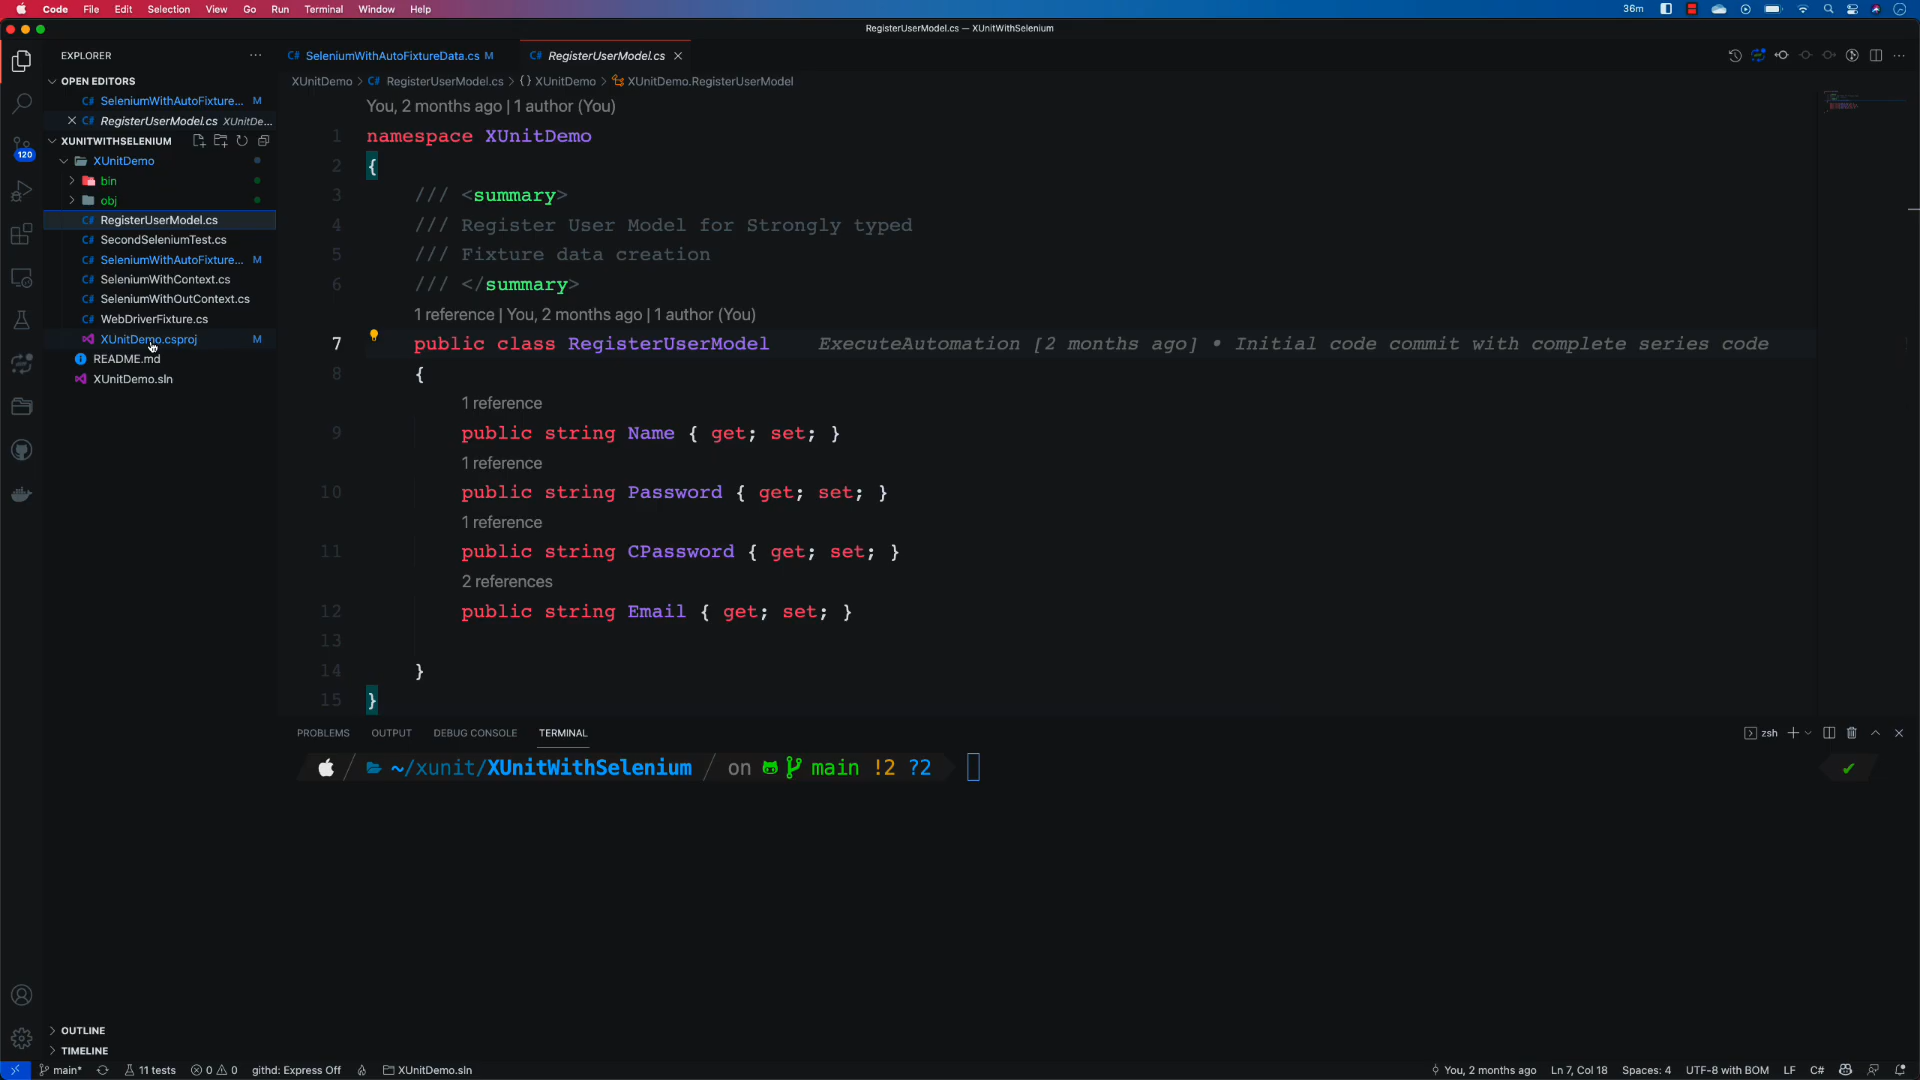 Code File Edit Selection View Go Run Terminal Window Help 36m
RegisterUserModel.cs — XUnitWithSelenium
EXPLORER ···
SeleniumWithAutoFixtureData.cs M
RegisterUserModel.cs
OPEN EDITORS
SeleniumWithAutoFixture... M
RegisterUserModel.cs XUnitDe...
XUNITWITHSELENIUM
XUnitDemo
bin
obj
RegisterUserModel.cs
SecondSeleniumTest.cs
SeleniumWithAutoFixture... M
SeleniumWithContext.cs
SeleniumWithOutContext.cs
WebDriverFixture.cs
XUnitDemo.csproj M
README.md
XUnitDemo.sln
120
OUTLINE
TIMELINE
XUnitDemo > RegisterUserModel.cs > {} XUnitDemo > XUnitDemo.RegisterUserModel
You, 2 months ago | 1 author (You)
1 namespace XUnitDemo
2 {
3 /// <summary>
4 /// Register User Model for Strongly typed
5 /// Fixture data creation
6 /// </summary>
1 reference | You, 2 months ago | 1 author (You)
7 public class RegisterUserModel ExecuteAutomation [2 months ago] • Initial code commit with complete series code
8 {
1 reference
9 public string Name { get; set; }
1 reference
10 public string Password { get; set; }
1 reference
11 public string CPassword { get; set; }
2 references
12 public string Email { get; set; }
13
14 }
15 }
PROBLEMS OUTPUT DEBUG CONSOLE TERMINAL zsh
~/xunit/XUnitWithSelenium on main !2 ?2
main* 11 tests 0 0 githd: Express Off XUnitDemo.sln You, 2 months ago Ln 7, Col 18 Spaces: 4 UTF-8 with BOM LF C#